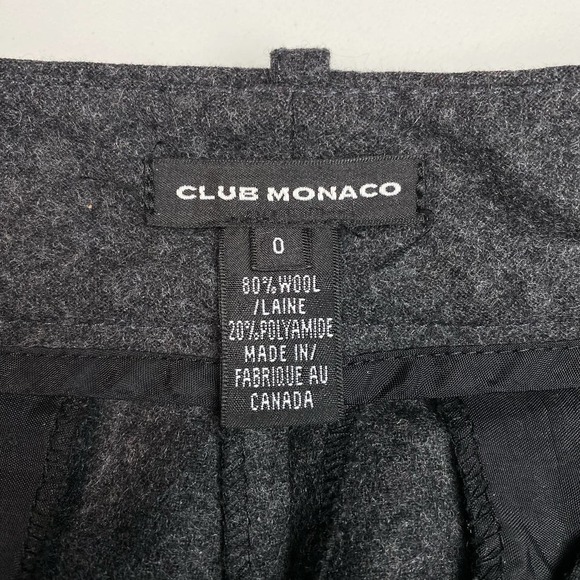 CLUB MONACO
0
80%WOOL
/LAINE
20%POLYAMIDE
MADE IN/
FABRIQUE AU
CANADA